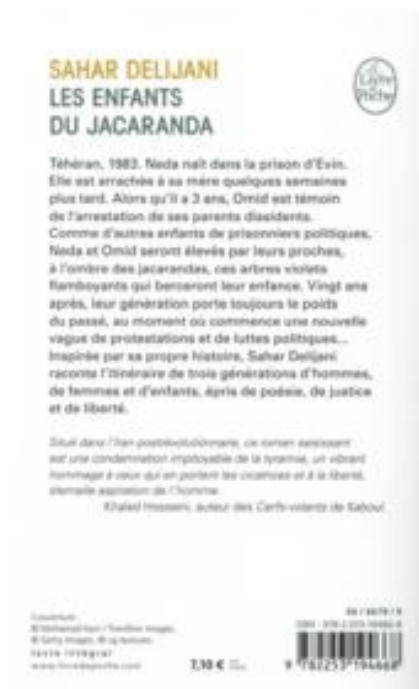 SAHAR DELIJANI
LES ENFANTS
DU JACARANDA
Le Livre
de Poche
Téhéran, 1983. Neda naît dans la prison d'Evin.
Elle est arrachée à sa mère quelques semaines
plus tard. Alors qu'il a 3 ans, Omid est témoin
de l'arrestation de ses parents dissidents.
Comme d'autres enfants de prisonniers politiques,
Neda et Omid seront élevés par leurs proches,
à l'ombre des jacarandas, ces arbres violets
flamboyants qui berceront leur enfance. Vingt ans
après, leur génération porte toujours le poids
du passé, au moment où commence une nouvelle
vague de protestations et de luttes politiques...
Inspirée par sa propre histoire, Sahar Delijani
raconte l'itinéraire de trois générations d'hommes,
de femmes et d'enfants, épris de poésie, de justice
et de liberté.
Situé dans l'Iran postrévolutionnaire, ce roman saisissant
est une condamnation impitoyable de la tyrannie, un vibrant
hommage à ceux qui en portent les cicatrices et à la liberté,
éternelle aspiration de l'homme.
Khaled Hosseini, auteur des Cerfs-volants de Kaboul.
Couverture :
Images.
© Getty Images.
texte intégral
www.livredepoche.com
7,10 €
9 782253 194668